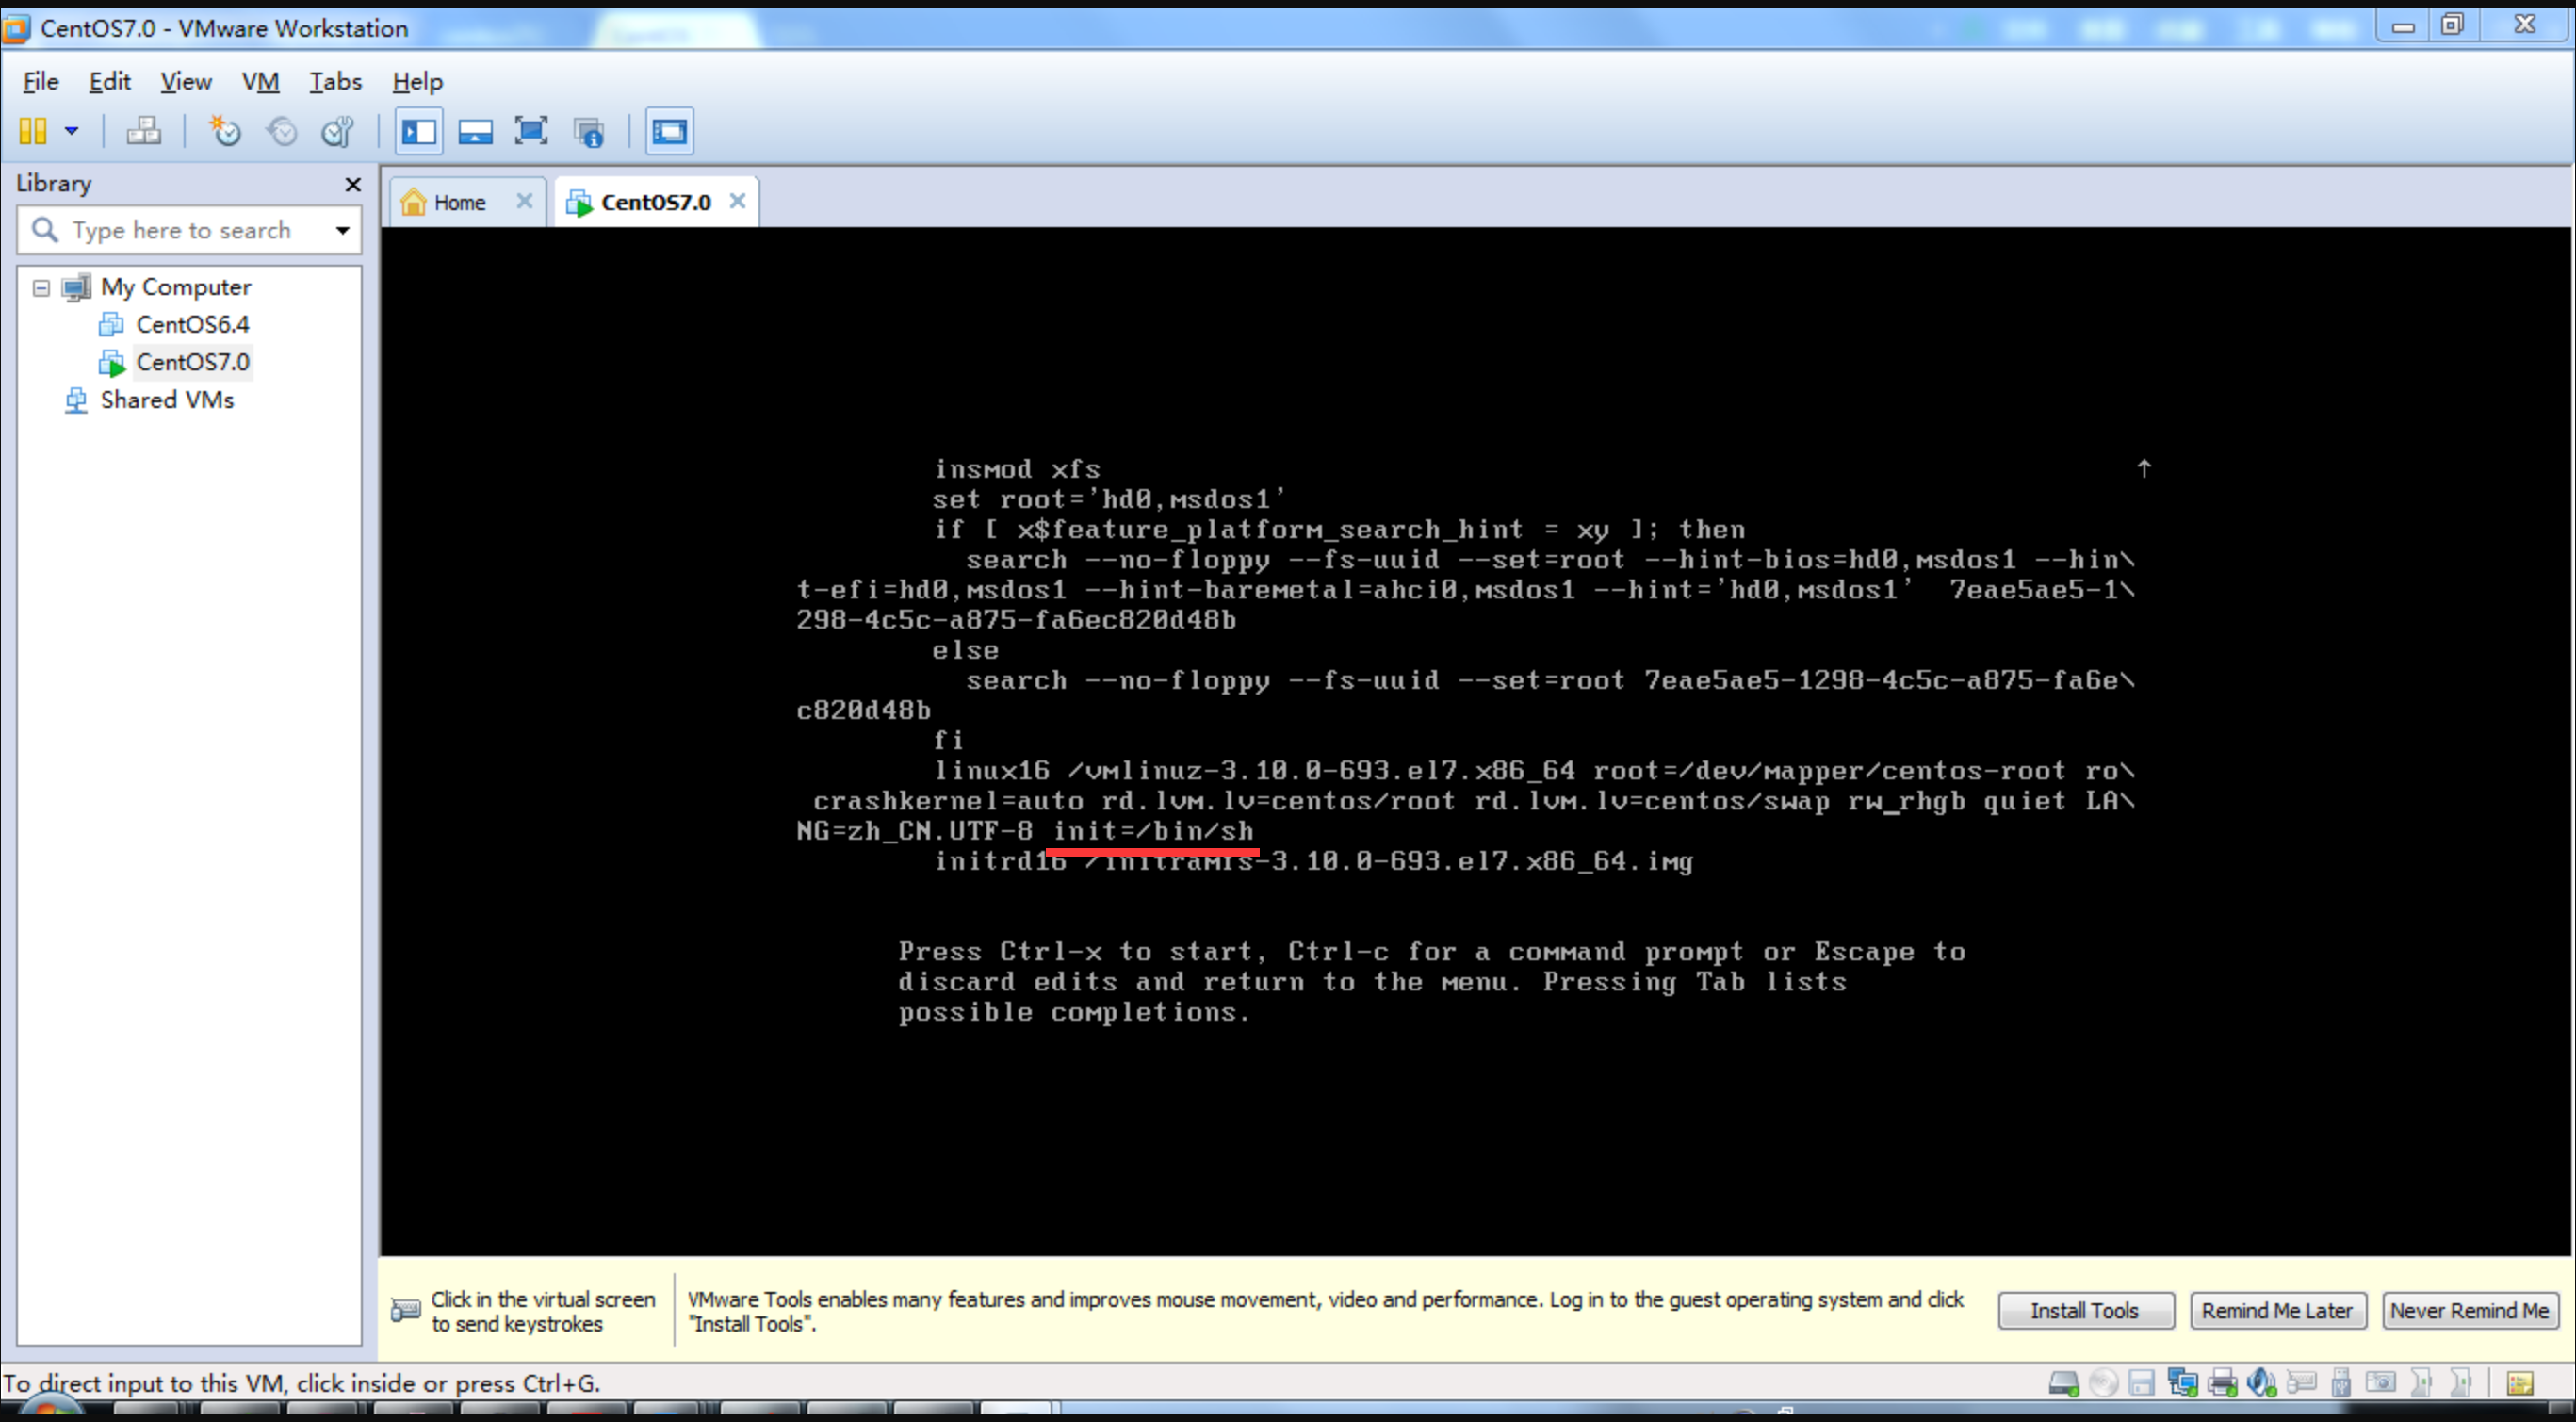 CentOS7.0 - VMware Workstation
File Edit View VM Tabs Help
Library
Type here to search
My Computer
CentOS6.4
CentOS7.0
Shared VMs
Home
CentOS7.0
insmod xfs
set root='hd0,msdos1'
if [ x$feature_platform_search_hint = xy ]; then
search --no-floppy --fs-uuid --set=root --hint-bios=hd0,msdos1 --hin\
t-efi=hd0,msdos1 --hint-baremetal=ahci0,msdos1 --hint='hd0,msdos1'  7eae5ae5-1\
298-4c5c-a875-fa6ec820d48b
else
search --no-floppy --fs-uuid --set=root 7eae5ae5-1298-4c5c-a875-fa6e\
c820d48b
fi
linux16 /vmlinuz-3.10.0-693.el7.x86_64 root=/dev/mapper/centos-root ro\
crashkernel=auto rd.lvm.lv=centos/root rd.lvm.lv=centos/swap rw_rhgb quiet LA\
NG=zh_CN.UTF-8 init=/bin/sh
initrd16 /initramfs-3.10.0-693.el7.x86_64.img
Press Ctrl-x to start, Ctrl-c for a command prompt or Escape to
discard edits and return to the menu. Pressing Tab lists
possible completions.
Click in the virtual screen
to send keystrokes
VMware Tools enables many features and improves mouse movement, video and performance. Log in to the guest operating system and click
"Install Tools".
Install Tools
Remind Me Later
Never Remind Me
To direct input to this VM, click inside or press Ctrl+G.